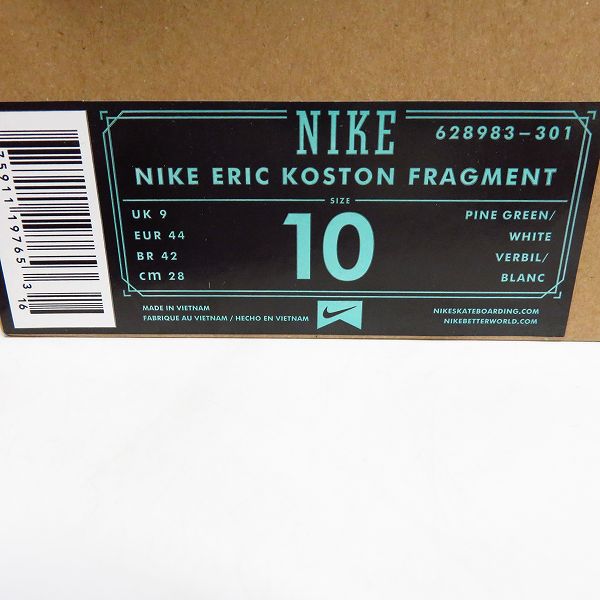 NIKE
628983-301
NIKE ERIC KOSTON FRAGMENT
SIZE
10
UK 9
EUR 44
BR 42
cm 28
PINE GREEN/
WHITE
VERBIL/
BLANC
MADE IN VIETNAM
FABRIQUE AU VIETNAM / HECHO EN VIETNAM
NIKESKATEBOARDING.COM
NIKEBETTERWORLD.COM